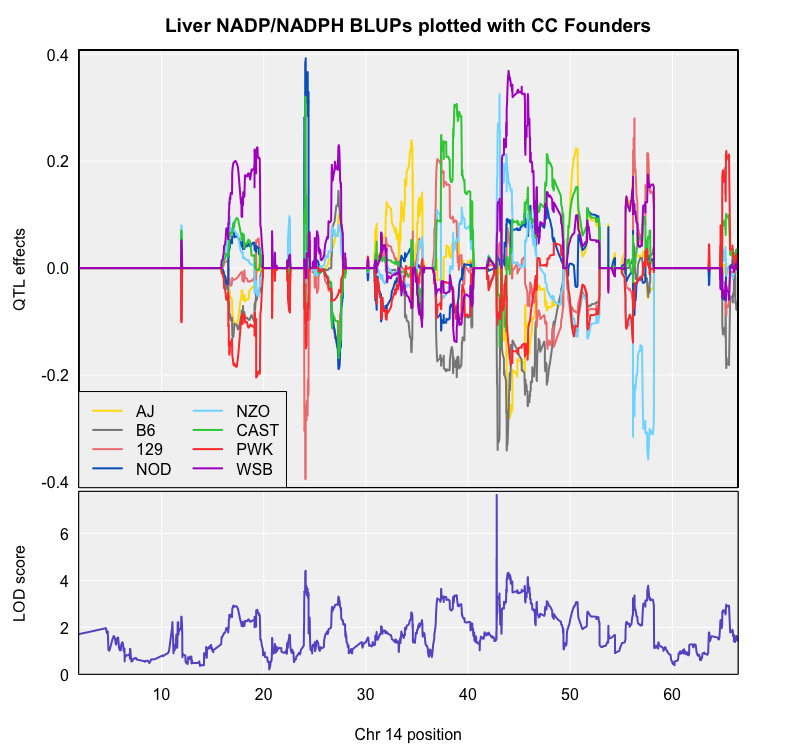 Liver NADP/NADPH BLUPs plotted with CC Founders
QTL effects
0.4
0.2
0.0
-0.2
-0.4
AJ
B6
129
NOD
NZO
CAST
PWK
WSB
LOD score
6
4
2
0
10 20 30 40 50 60
Chr 14 position